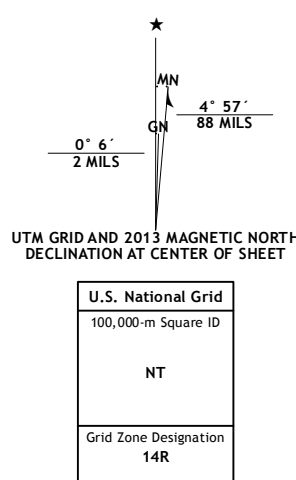 ★
MN
4° 57´
88 MILS
GN
0° 6´
2 MILS
UTM GRID AND 2013 MAGNETIC NORTH
DECLINATION AT CENTER OF SHEET
U.S. National Grid
100,000-m Square ID
NT
Grid Zone Designation
14R